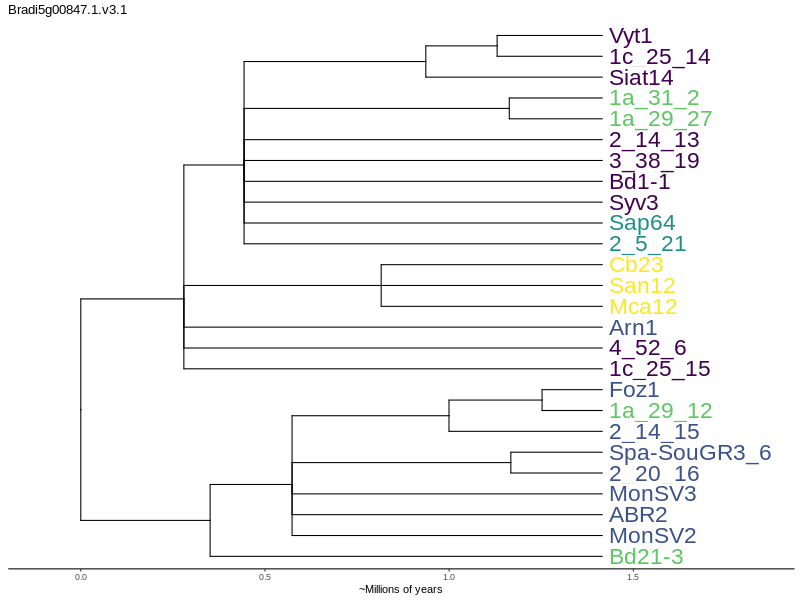 Bradi5g00847.1.v3.1
Vyt1
1c_25_14
Siat14
1a_31_2
1a_29_27
2_14_13
3_38_19
Bd1-1
Syv3
Sap64
2_5_21
Cb23
San12
Mca12
Arn1
4_52_6
1c_25_15
Foz1
1a_29_12
2_14_15
Spa-SouGR3_6
2_20_16
MonSV3
ABR2
MonSV2
Bd21-3
0.0 0.5 1.0 1.5
~Millions of years